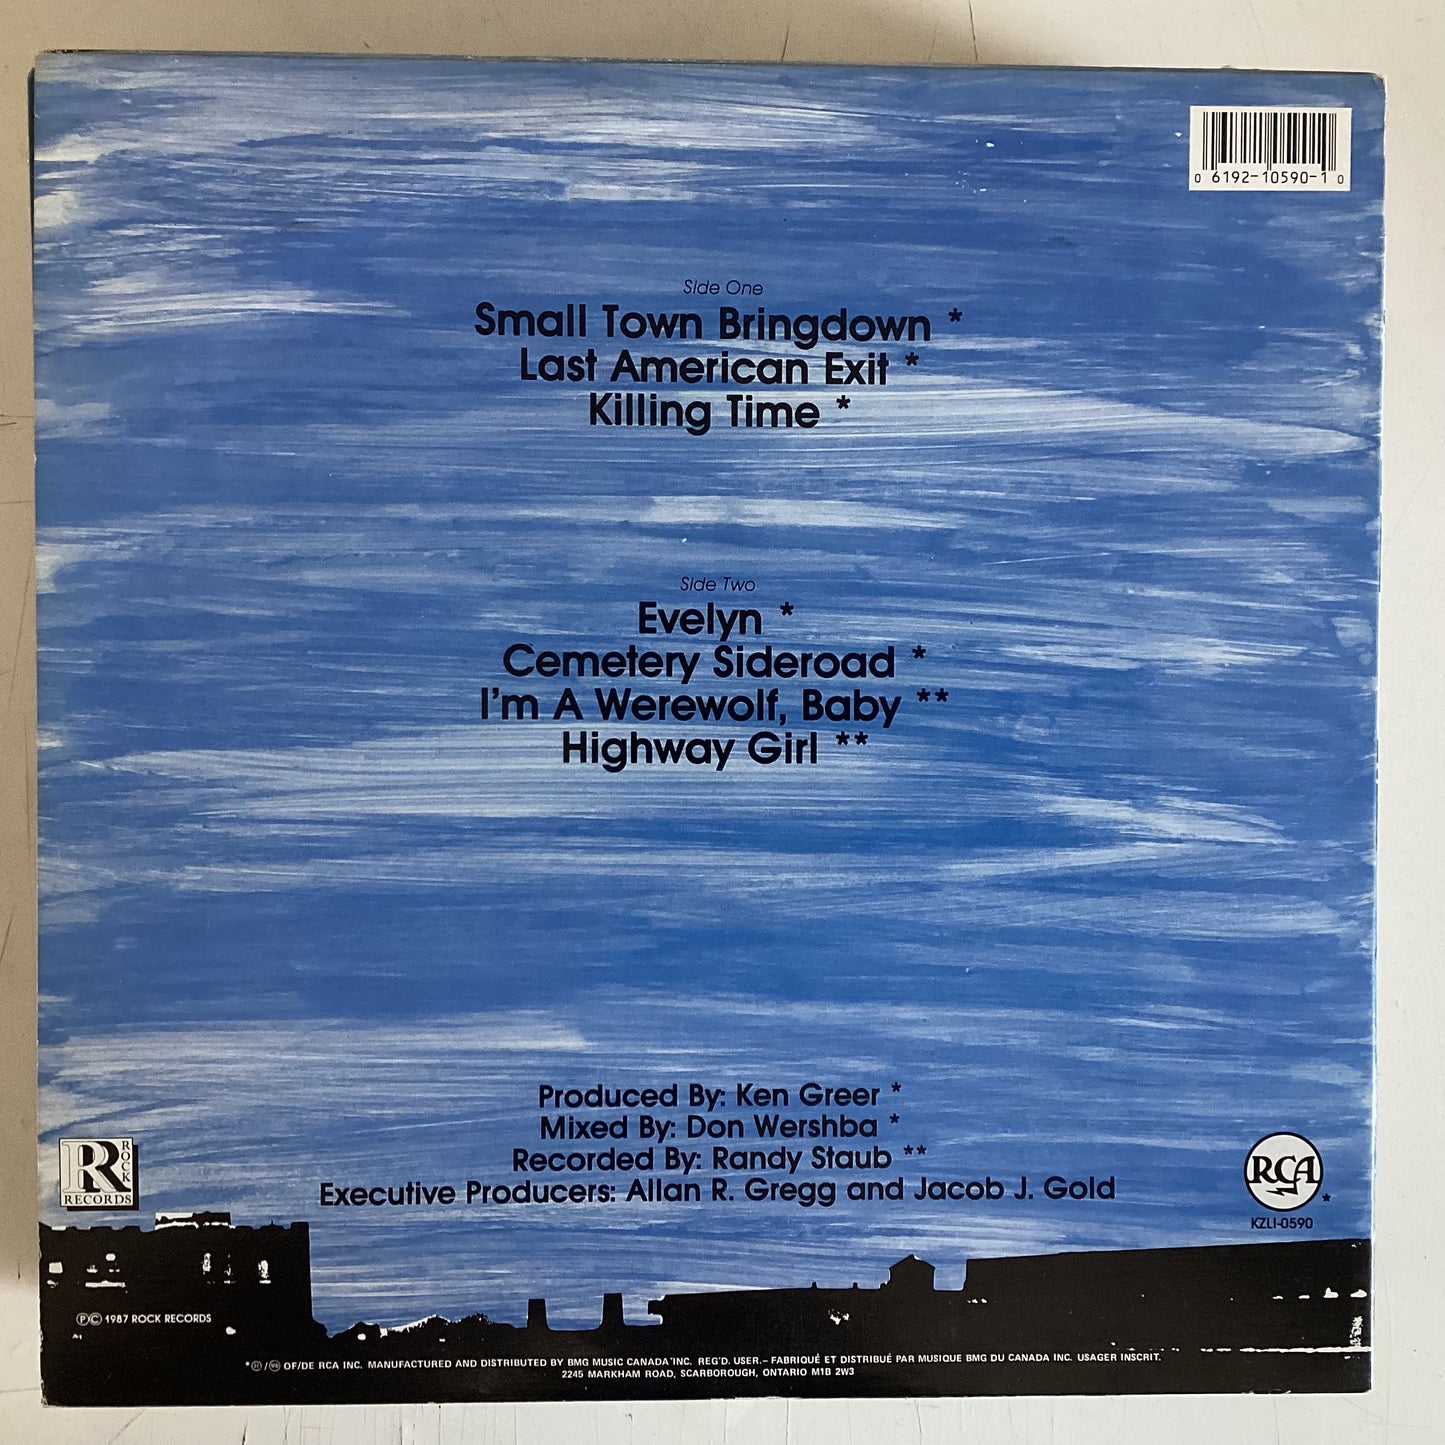 0 6192-10590-1 0
Side One
Small Town Bringdown *
Last American Exit *
Killing Time *
Side Two
Evelyn *
Cemetery Sideroad *
I'm A Werewolf, Baby **
Highway Girl **
Produced By: Ken Greer *
Mixed By: Don Wershba *
Recorded By: Randy Staub **
Executive Producers: Allan R. Gregg and Jacob J. Gold
RR ROCK
RECORDS
RCA *
KZLI-0590
℗© 1987 ROCK RECORDS
OF/DE RCA INC. MANUFACTURED AND DISTRIBUTED BY BMG MUSIC CANADA INC. REG'D. USER.– FABRIQUÉ ET DISTRIBUÉ PAR MUSIQUE BMG DU CANADA INC. USAGER INSCRIT.
2245 MARKHAM ROAD, SCARBOROUGH, ONTARIO M1B 2W3